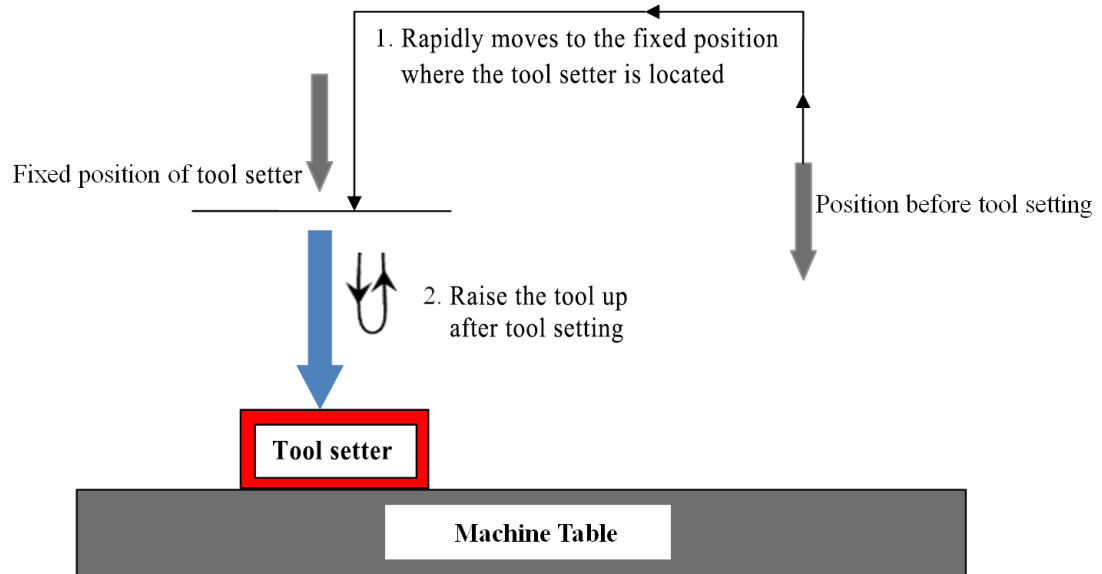 1. Rapidly moves to the fixed position
where the tool setter is located
Fixed position of tool setter
Position before tool setting
2. Raise the tool up
after tool setting
Tool setter
Machine Table